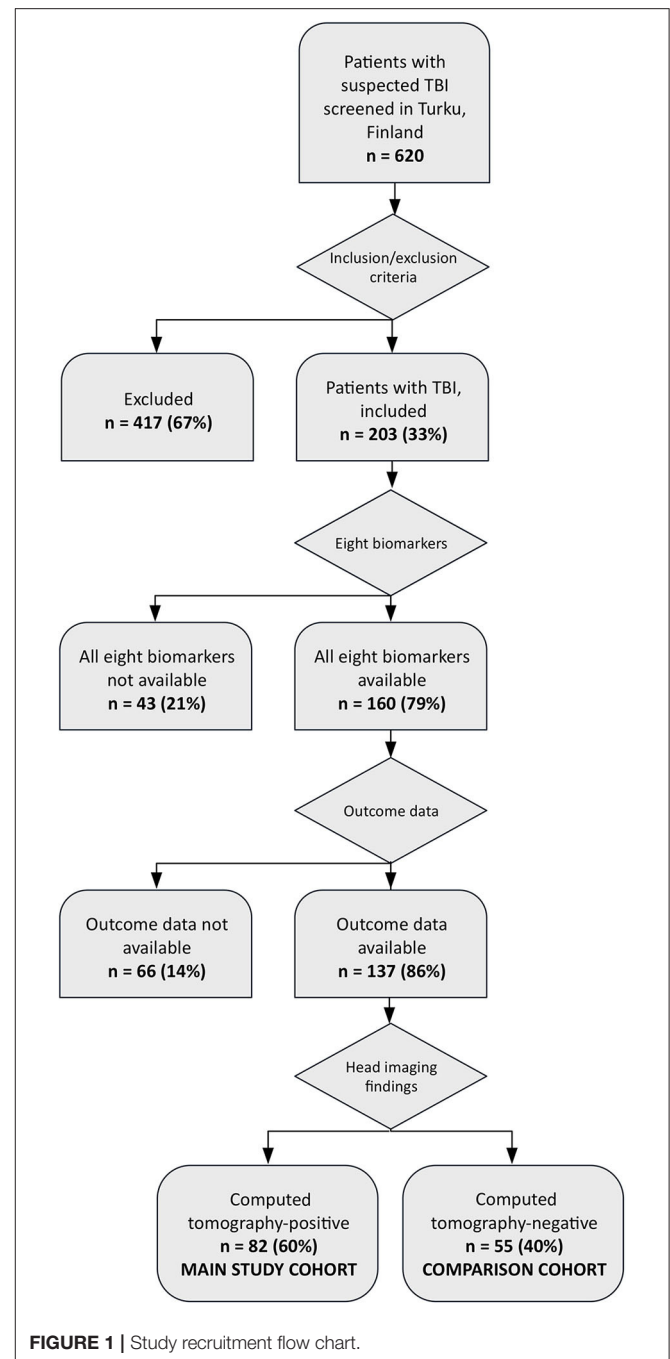 Patients with
suspected TBI
screened in Turku,
Finland
n = 620
Inclusion/exclusion
criteria
Excluded
n = 417 (67%)
Patients with TBI,
included
n = 203 (33%)
Eight biomarkers
All eight biomarkers
not available
n = 43 (21%)
All eight biomarkers
available
n = 160 (79%)
Outcome data
Outcome data not
available
n = 66 (14%)
Outcome data
available
n = 137 (86%)
Head imaging
findings
Computed
tomography-positive
n = 82 (60%)
MAIN STUDY COHORT
Computed
tomography-negative
n = 55 (40%)
COMPARISON COHORT
FIGURE 1 | Study recruitment flow chart.